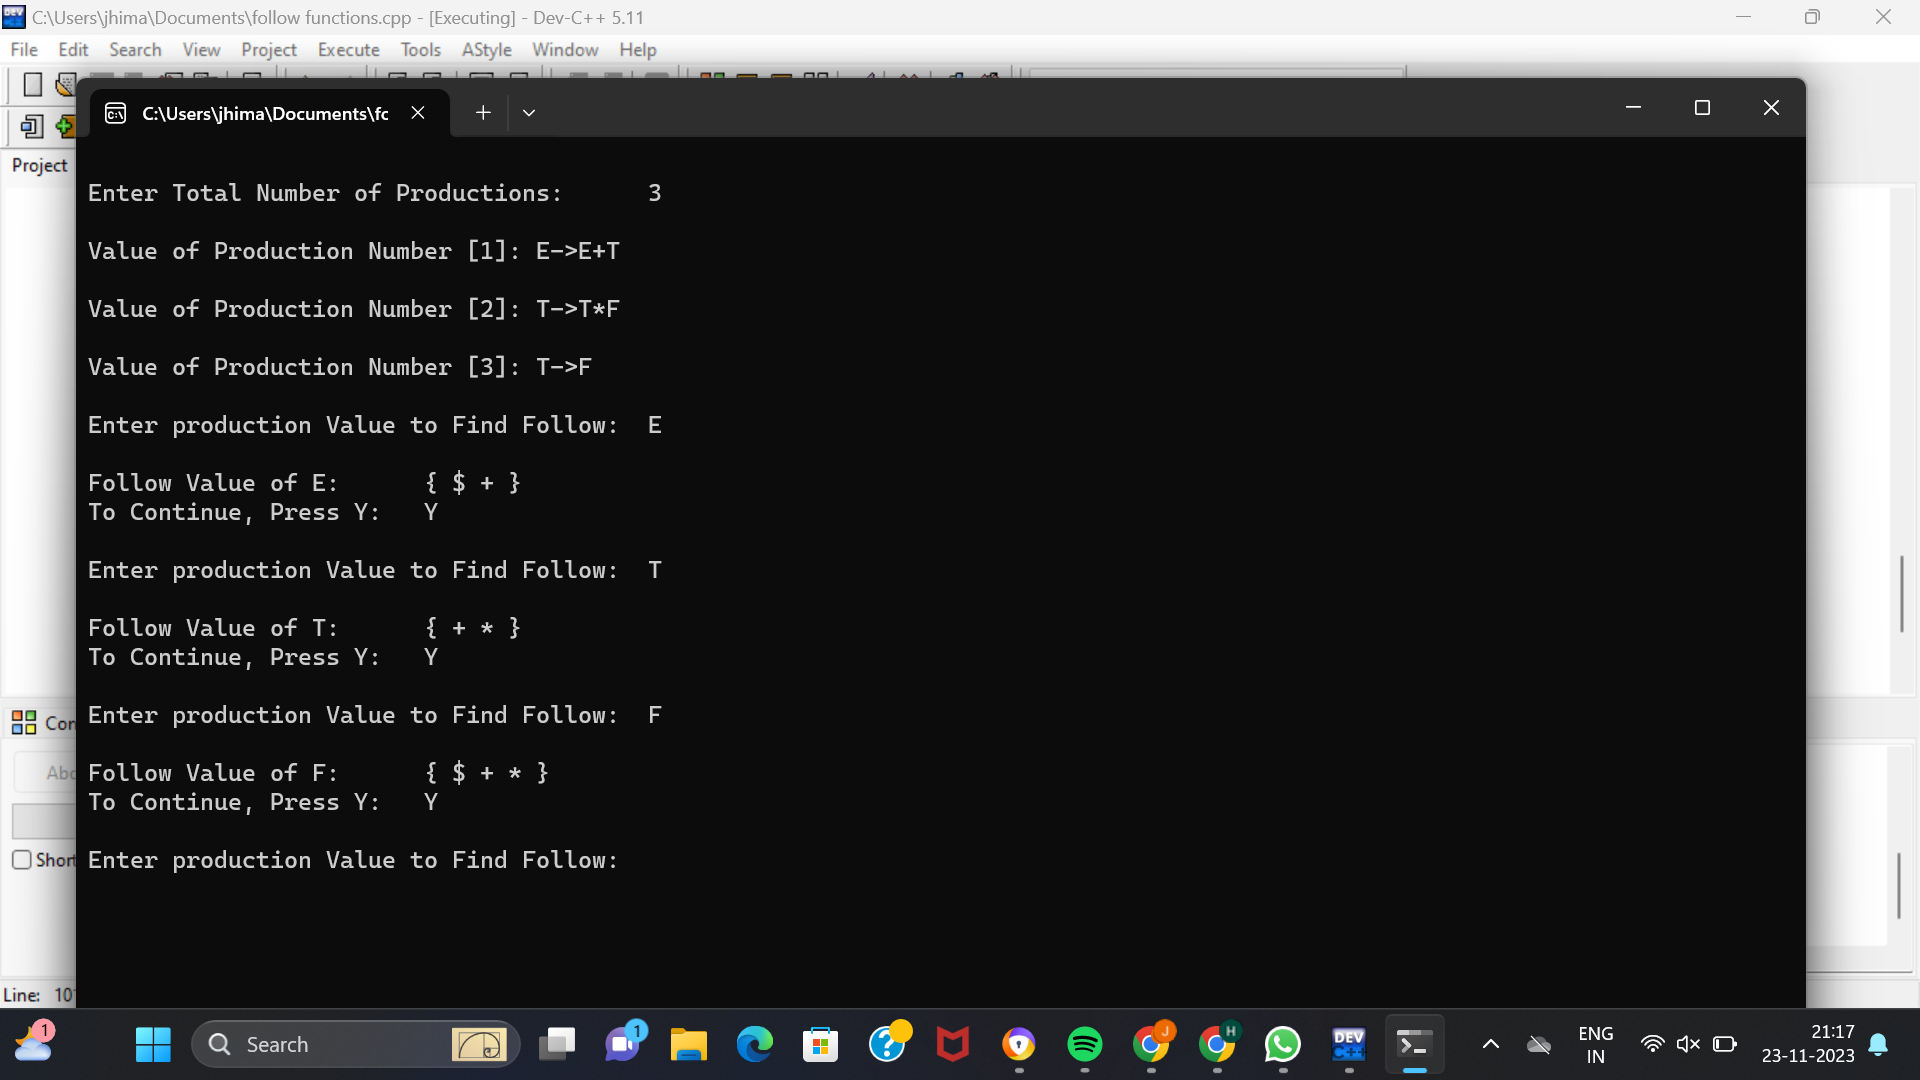 C:\Users\jhima\Documents\follow functions.cpp - [Executing] - Dev-C++ 5.11
File Edit Search View Project Execute Tools AStyle Window Help
C:\Users\jhima\Documents\fc
Project
Enter Total Number of Productions: 3
Value of Production Number [1]: E->E+T
Value of Production Number [2]: T->T*F
Value of Production Number [3]: T->F
Enter production Value to Find Follow: E
Follow Value of E: { $ + }
To Continue, Press Y: Y
Enter production Value to Find Follow: T
Follow Value of T: { + * }
To Continue, Press Y: Y
Enter production Value to Find Follow: F
Follow Value of F: { $ + * }
To Continue, Press Y: Y
Enter production Value to Find Follow:
Con
Abo
Short
Line: 10
1
Search
1
J
H
DEV
C++
ENG
IN
21:17
23-11-2023